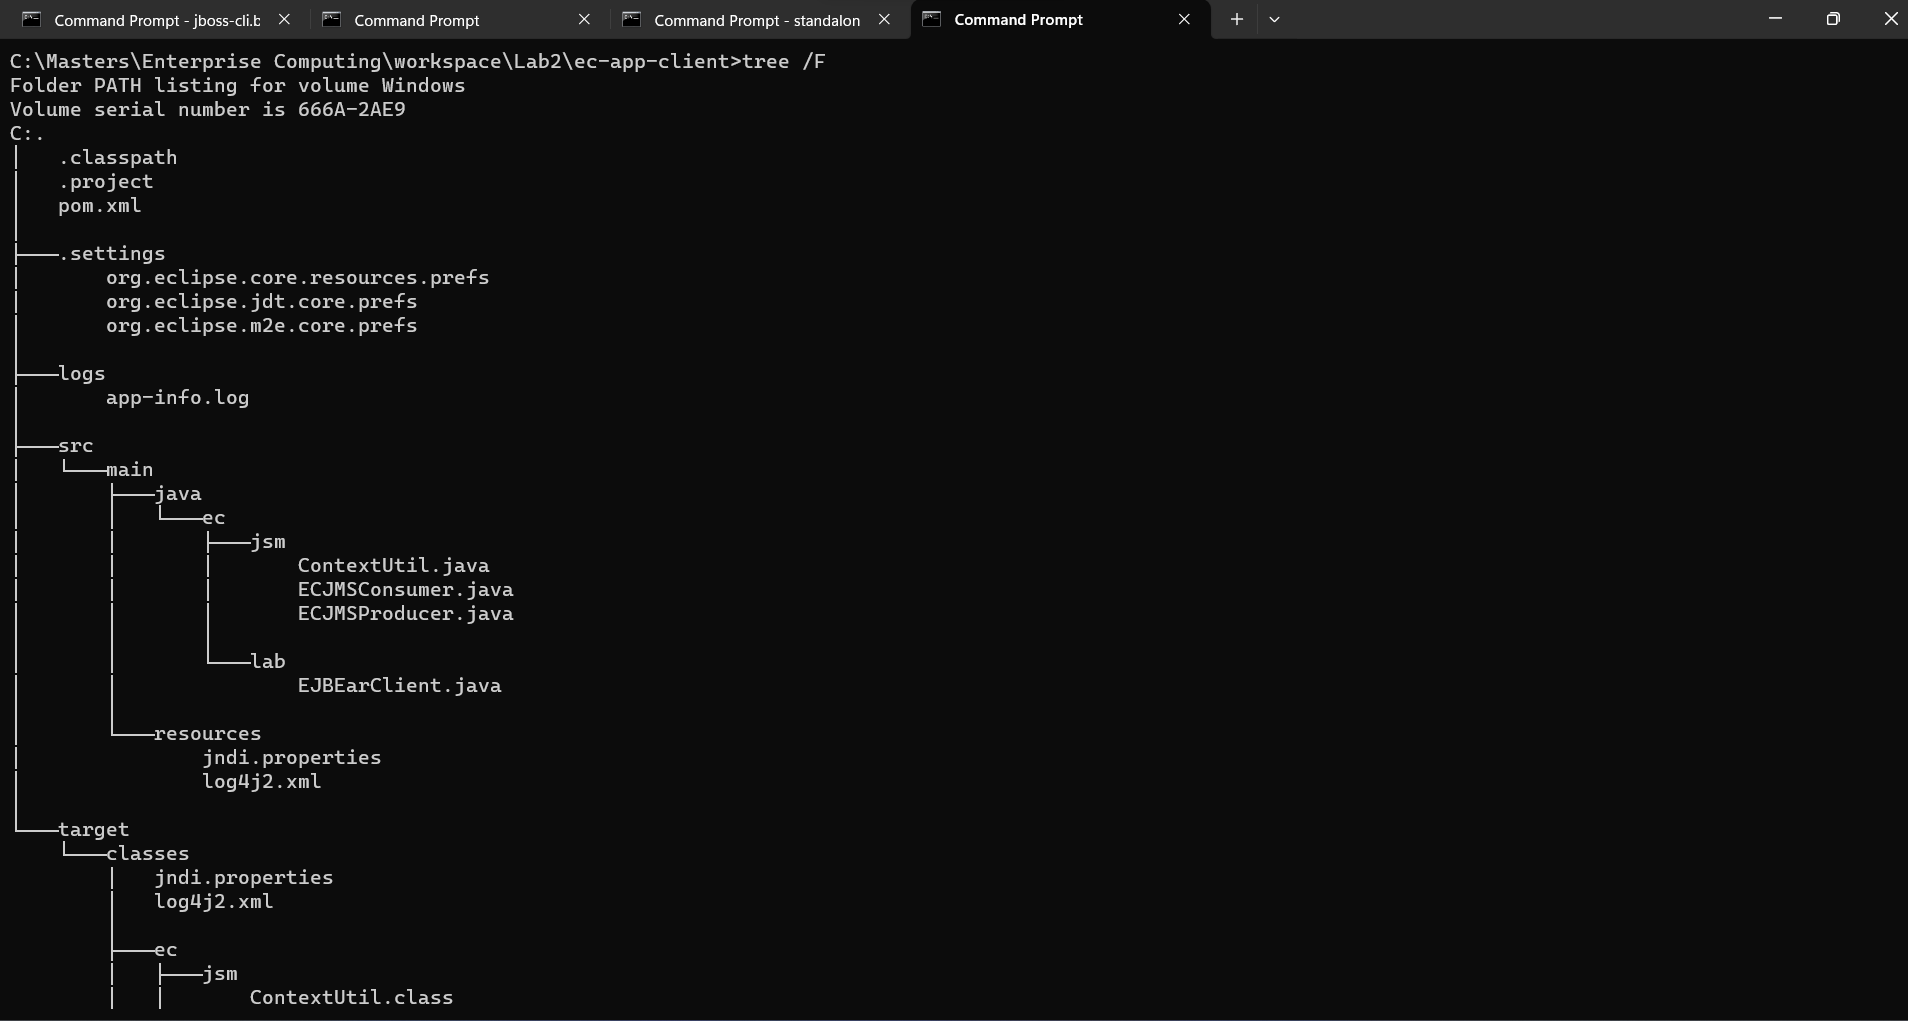 Command Prompt - jboss-cli.b
Command Prompt
Command Prompt - standalon
Command Prompt
C:\Masters\Enterprise Computing\workspace\Lab2\ec-app-client>tree /F
Folder PATH listing for volume Windows
Volume serial number is 666A-2AE9
C:.
│   .classpath
│   .project
│   pom.xml
│
├───.settings
│       org.eclipse.core.resources.prefs
│       org.eclipse.jdt.core.prefs
│       org.eclipse.m2e.core.prefs
│
├───logs
│       app-info.log
│
├───src
│   └───main
│       ├───java
│       │   └───ec
│       │       ├───jsm
│       │       │       ContextUtil.java
│       │       │       ECJMSConsumer.java
│       │       │       ECJMSProducer.java
│       │       │
│       │       └───lab
│       │               EJBEarClient.java
│       │
│       └───resources
│               jndi.properties
│               log4j2.xml
│
└───target
    └───classes
        │   jndi.properties
        │   log4j2.xml
        │
        ├───ec
        │   ├───jsm
        │   │       ContextUtil.class